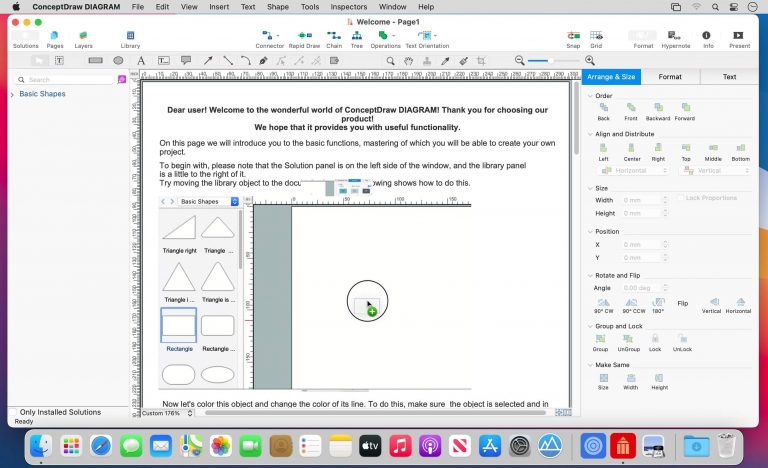 ConceptDraw DIAGRAM File Edit View Insert Text Shape Tools Inspectors Window Help
Welcome - Page1
Solutions Pages Layers Library Connector Rapid Draw Chain Tree Operations Text Orientation Snap Grid Format Hypernote Info Present
Search
Basic Shapes
Dear user! Welcome to the wonderful world of ConceptDraw DIAGRAM! Thank you for choosing our
product!
We hope that it provides you with useful functionality.
On this page we will introduce you to the basic functions, mastering of which you will be able to create your own
project.
To begin with, please note that the Solution panel is on the left side of the window, and the library panel
is a little to the right of it.
Try moving the library object to the docu owing shows how to do this.
Basic Shapes
0 50 100 150
Triangle right Triangle ...
Triangle i ... Triangle is ...
Rectangle Rectangle ...
Now let's color this object and change the color of its line. To do this, make sure the object is selected and in
Custom 176%
Only Installed Solutions
Ready
Arrange & Size Format Text
Order
Back Front Backward Forward
Align and Distribute
Left Center Right Top Middle Bottom
Horizontal Vertical
Size
Width 0 mm Lock Proportions
Height 0 mm
Position
X 0 mm
Y 0 mm
Rotate and Flip
Angle 0.00 deg
90° CW 90° CCW 180° Flip Vertical Horizontal
Group and Lock
Group UnGroup Lock UnLock
Make Same
Size Width Height
tv